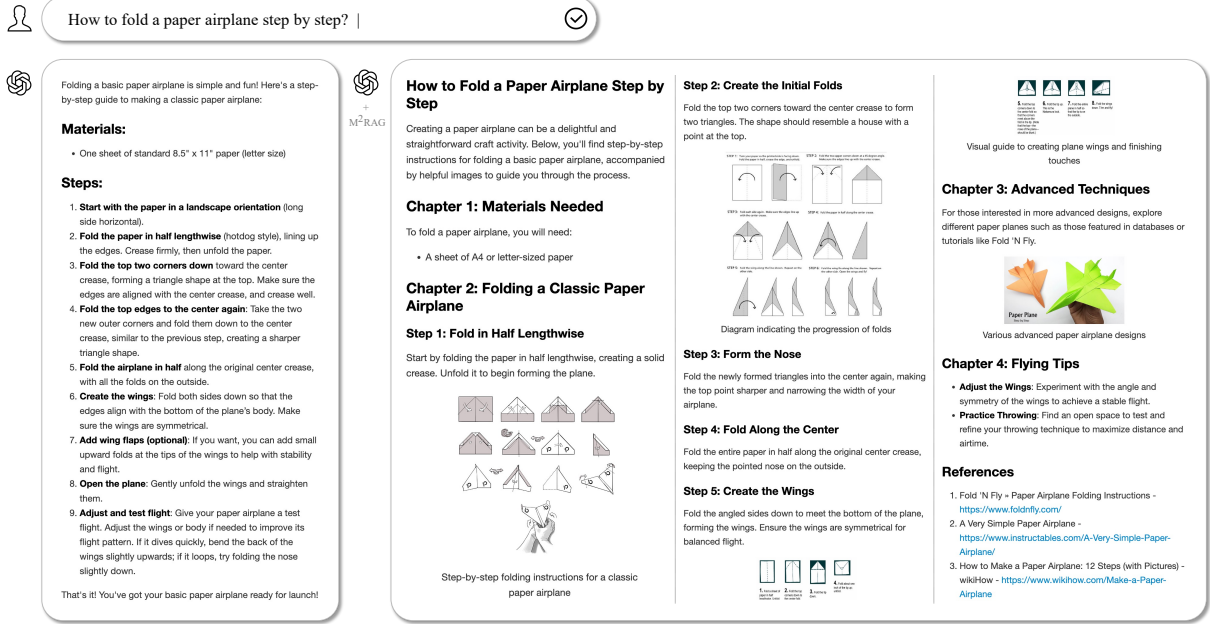 How to fold a paper airplane step by step?
Folding a basic paper airplane is simple and fun! Here's a step-
by-step guide to making a classic paper airplane:
Materials:
• One sheet of standard 8.5" x 11" paper (letter size)
Steps:
1. Start with the paper in a landscape orientation (long
side horizontal).
2. Fold the paper in half lengthwise (hotdog style), lining up
the edges. Crease firmly, then unfold the paper.
3. Fold the top two corners down toward the center
crease, forming a triangle shape at the top. Make sure the
edges are aligned with the center crease, and crease well.
4. Fold the top edges to the center again: Take the two
new outer corners and fold them down to the center
crease, similar to the previous step, creating a sharper
triangle shape.
5. Fold the airplane in half along the original center crease,
with all the folds on the outside.
6. Create the wings: Fold both sides down so that the
edges align with the bottom of the plane's body. Make
sure the wings are symmetrical.
7. Add wing flaps (optional): If you want, you can add small
upward folds at the tips of the wings to help with stability
and flight.
8. Open the plane: Gently unfold the wings and straighten
them.
9. Adjust and test flight: Give your paper airplane a test
flight. Adjust the wings or body if needed to improve its
flight pattern. If it dives quickly, bend the back of the
wings slightly upwards; if it loops, try folding the nose
slightly down.
That's it! You've got your basic paper airplane ready for launch!
+
M²RAG
How to Fold a Paper Airplane Step by
Step
Creating a paper airplane can be a delightful and
straightforward craft activity. Below, you'll find step-by-step
instructions for folding a basic paper airplane, accompanied
by helpful images to guide you through the process.
Chapter 1: Materials Needed
To fold a paper airplane, you will need:
• A sheet of A4 or letter-sized paper
Chapter 2: Folding a Classic Paper
Airplane
Step 1: Fold in Half Lengthwise
Start by folding the paper in half lengthwise, creating a solid
crease. Unfold it to begin forming the plane.
Step-by-step folding instructions for a classic
paper airplane
Step 2: Create the Initial Folds
Fold the top two corners toward the center crease to form
two triangles. The shape should resemble a house with a
point at the top.
Diagram indicating the progression of folds
Step 3: Form the Nose
Fold the newly formed triangles into the center again, making
the top point sharper and narrowing the width of your
airplane.
Step 4: Fold Along the Center
Fold the entire paper in half along the original center crease,
keeping the pointed nose on the outside.
Step 5: Create the Wings
Fold the angled sides down to meet the bottom of the plane,
forming the wings. Ensure the wings are symmetrical for
balanced flight.
Visual guide to creating plane wings and finishing
touches
Chapter 3: Advanced Techniques
For those interested in more advanced designs, explore
different paper planes such as those featured in databases or
tutorials like Fold 'N Fly.
Paper Plane
Various advanced paper airplane designs
Chapter 4: Flying Tips
• Adjust the Wings: Experiment with the angle and
symmetry of the wings to achieve a stable flight.
• Practice Throwing: Find an open space to test and
refine your throwing technique to maximize distance and
airtime.
References
1. Fold 'N Fly » Paper Airplane Folding Instructions -
https://www.foldnfly.com/
2. A Very Simple Paper Airplane -
https://www.instructables.com/A-Very-Simple-Paper-
Airplane/
3. How to Make a Paper Airplane: 12 Steps (with Pictures) -
wikiHow - https://www.wikihow.com/Make-a-Paper-
Airplane